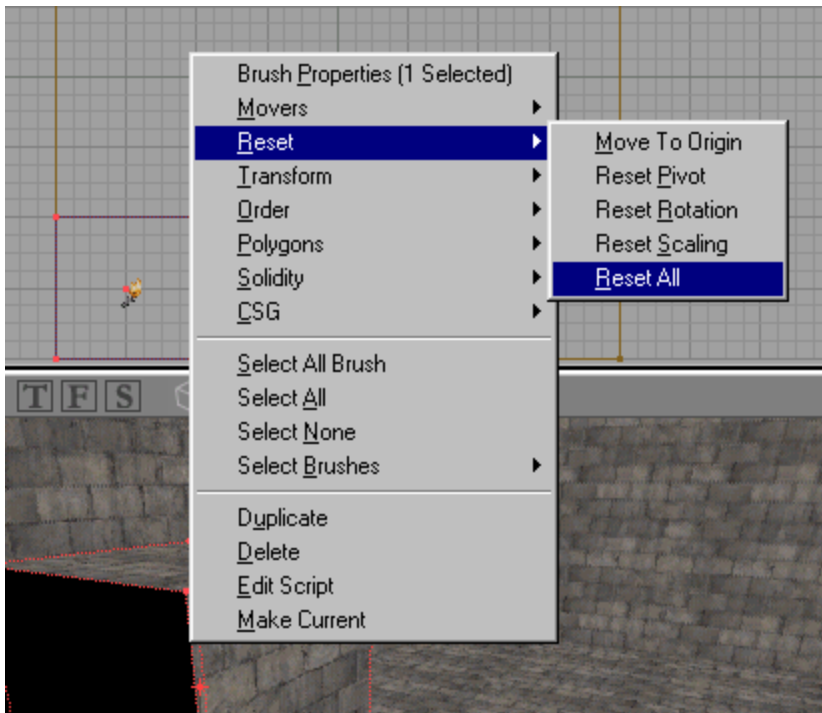 Brush Properties (1 Selected)
Movers
Reset
Transform
Order
Polygons
Solidity
CSG
Select All Brush
Select All
Select None
Select Brushes
Duplicate
Delete
Edit Script
Make Current
Move To Origin
Reset Pivot
Reset Rotation
Reset Scaling
Reset All
T F S